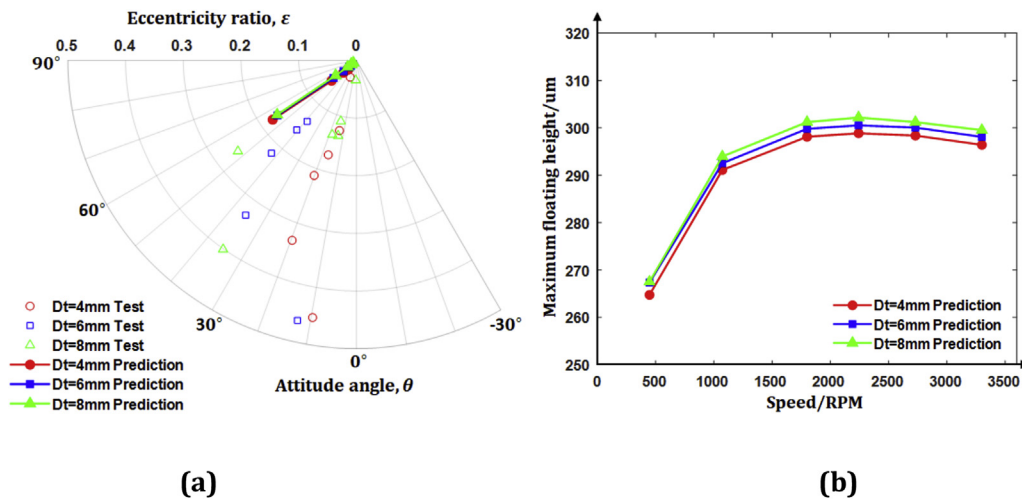 Eccentricity ratio, ε
0.5 0.4 0.3 0.2 0.1 0
90°
60°
30°
0°
-30°
Attitude angle, θ
Dt=4mm Test
Dt=6mm Test
Dt=8mm Test
Dt=4mm Prediction
Dt=6mm Prediction
Dt=8mm Prediction
(a)
Maximum floating height/um
320
310
300
290
280
270
260
250
0 500 1000 1500 2000 2500 3000 3500
Speed/RPM
Dt=4mm Prediction
Dt=6mm Prediction
Dt=8mm Prediction
(b)